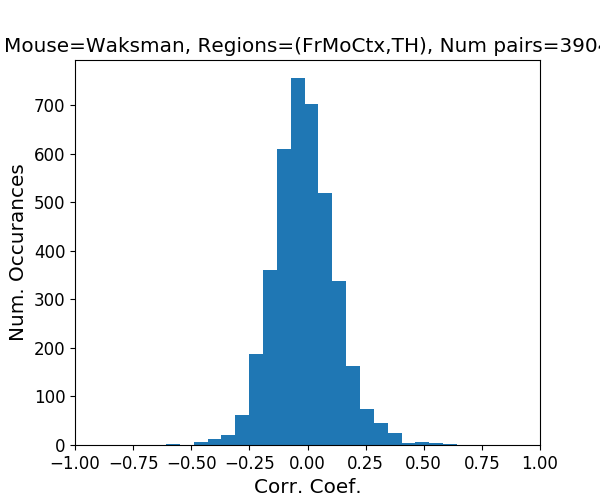 Mouse=Waksman, Regions=(FrMoCtx,TH), Num pairs=3904
Num. Occurances
700
600
500
400
300
200
100
0
−1.00 −0.75 −0.50 −0.25 0.00 0.25 0.50 0.75 1.00
Corr. Coef.